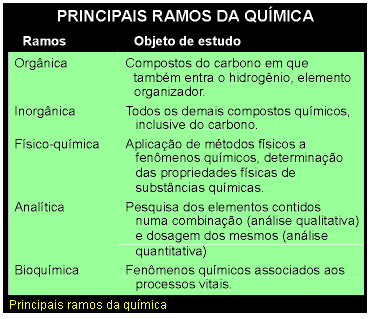 PRINCIPAIS RAMOS DA QUÍMICA
Ramos Objeto de estudo
Orgânica Compostos do carbono em que
também entra o hidrogênio, elemento
organizador.
Inorgânica Todos os demais compostos químicos,
inclusive do carbono.
Físico-química Aplicação de métodos físicos a
fenômenos químicos, determinação
das propriedades físicas de
substâncias químicas.
Analítica Pesquisa dos elementos contidos
numa combinação (análise qualitativa)
e dosagem dos mesmos (análise
quantitativa)
Bioquímica Fenômenos químicos associados aos
processos vitais.
Principais ramos da química